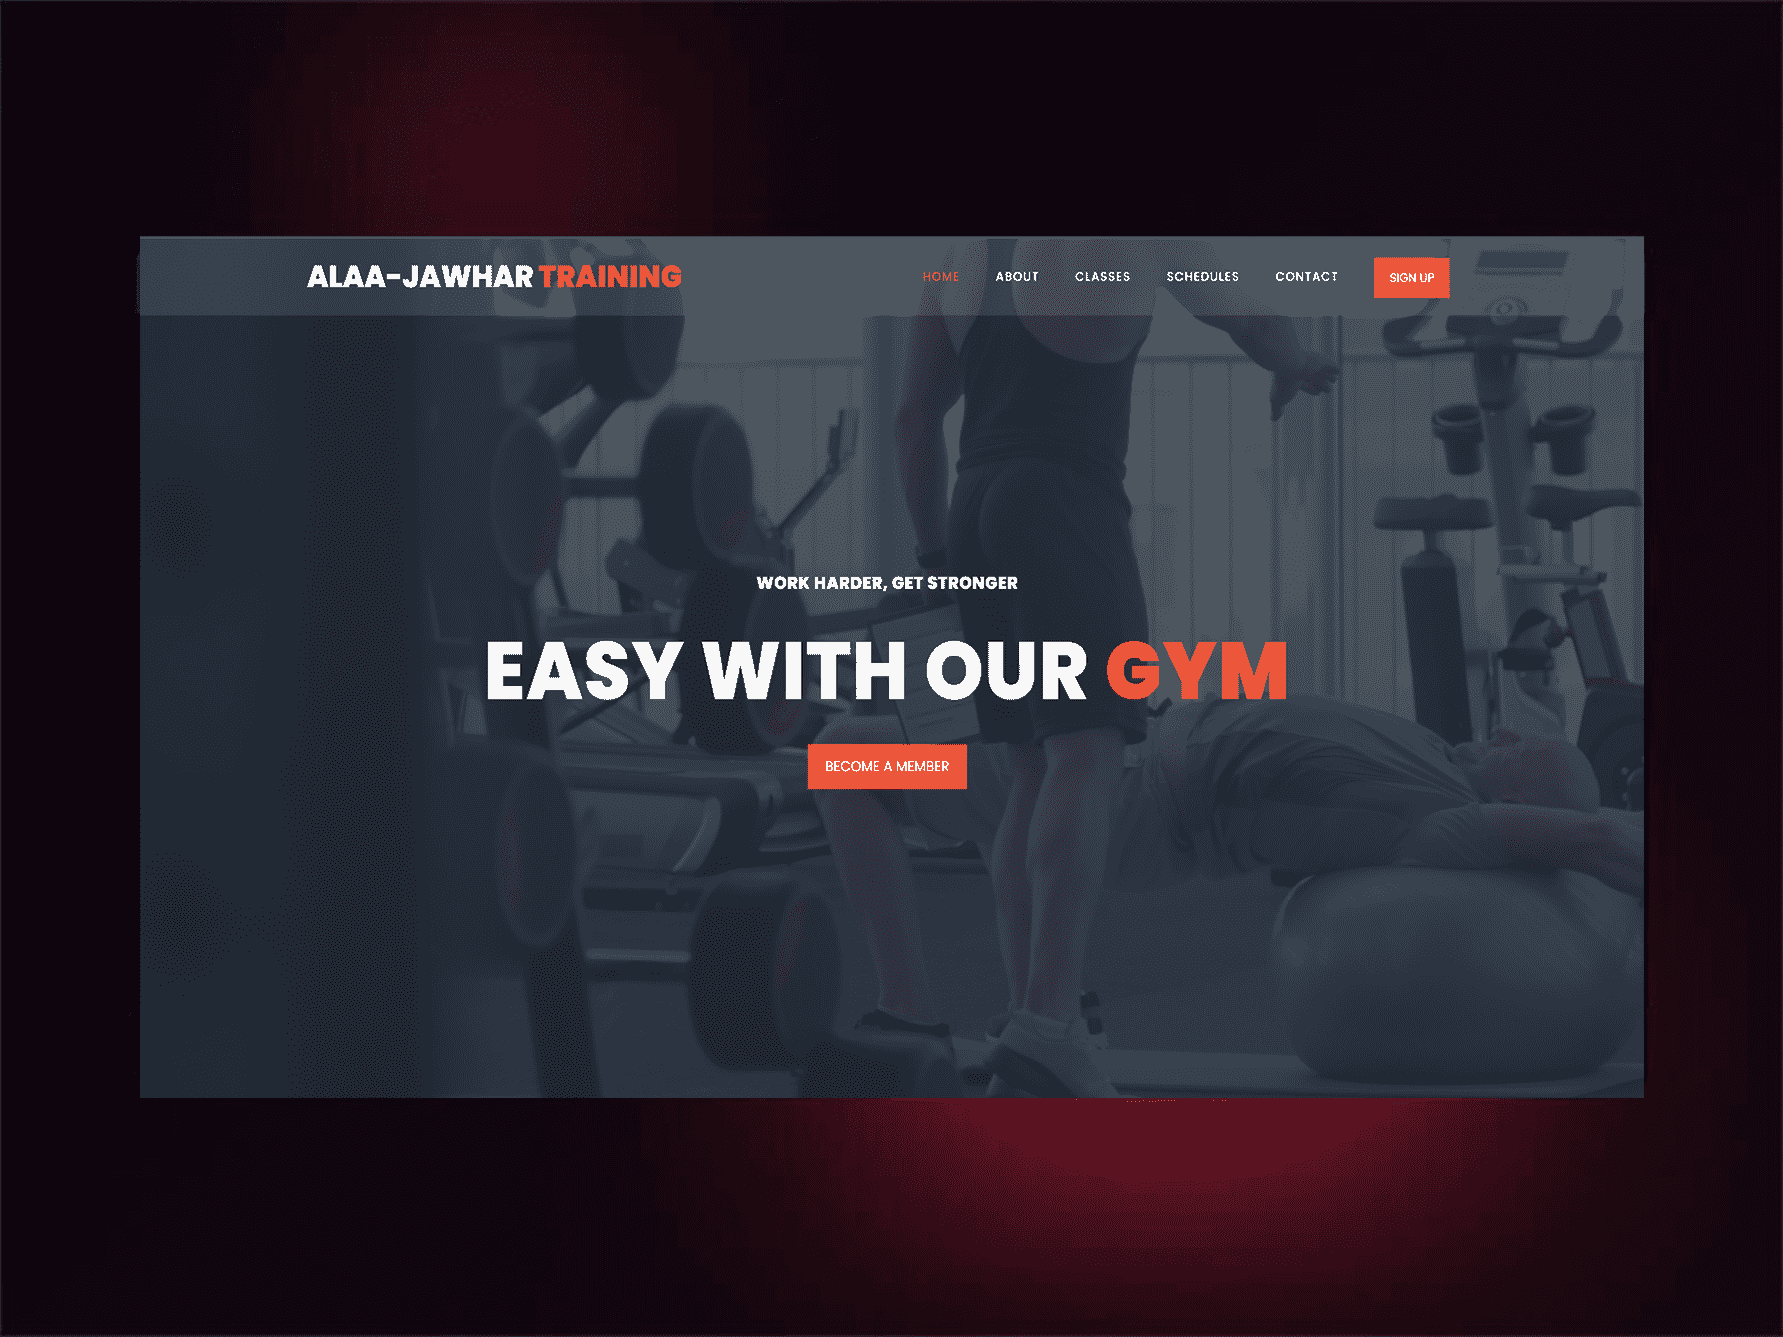 ALAA-JAWHAR TRAINING
HOME ABOUT CLASSES SCHEDULES CONTACT SIGN UP
WORK HARDER, GET STRONGER
EASY WITH OUR GYM
BECOME A MEMBER